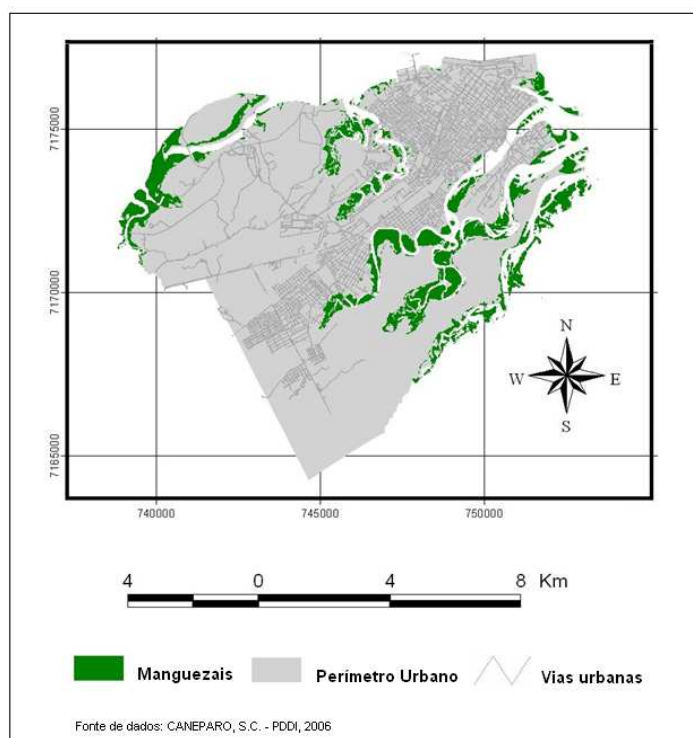 7175000
7170000
7165000
740000 745000 750000
N
W E
S
4 0 4 8 Km
Manguezais Perímetro Urbano Vias urbanas
Fonte de dados: CANEPARO, S.C. - PDDI, 2006